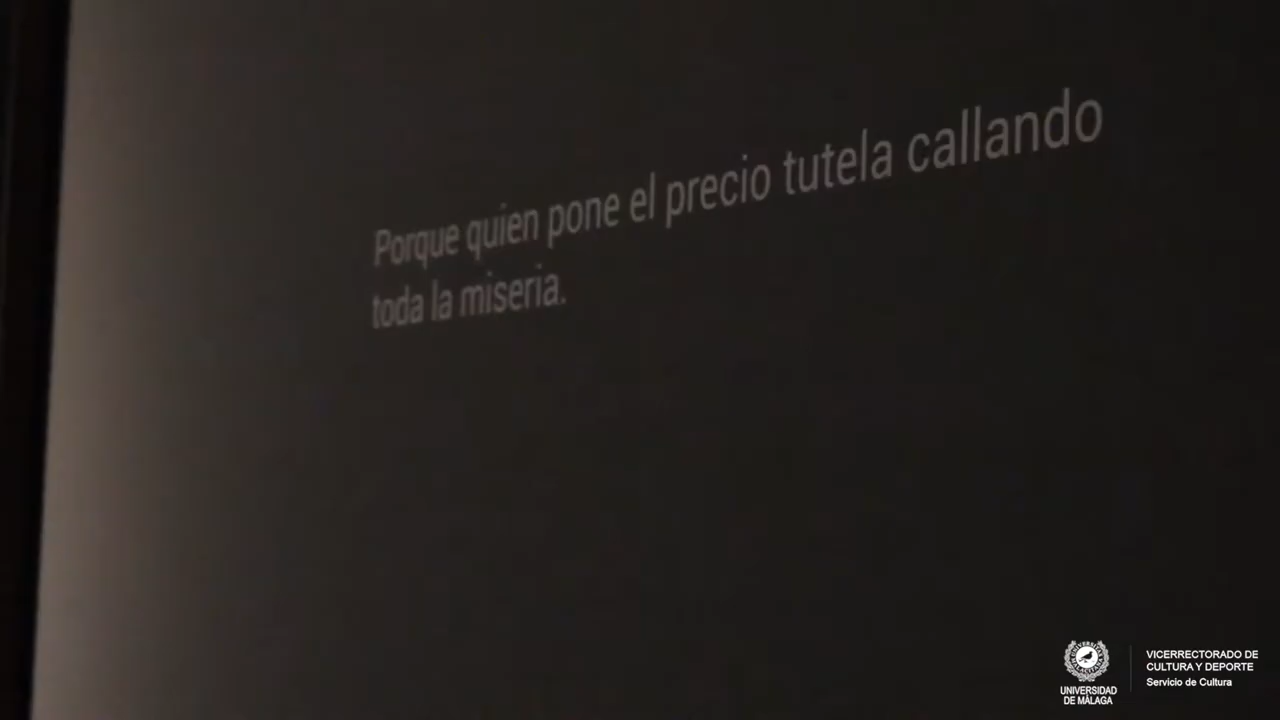 Porque quien pone el precio tutela callando
toda la miseria.
UNIVERSIDAD
DE MÁLAGA
VICERRECTORADO DE
CULTURA Y DEPORTE
Servicio de Cultura